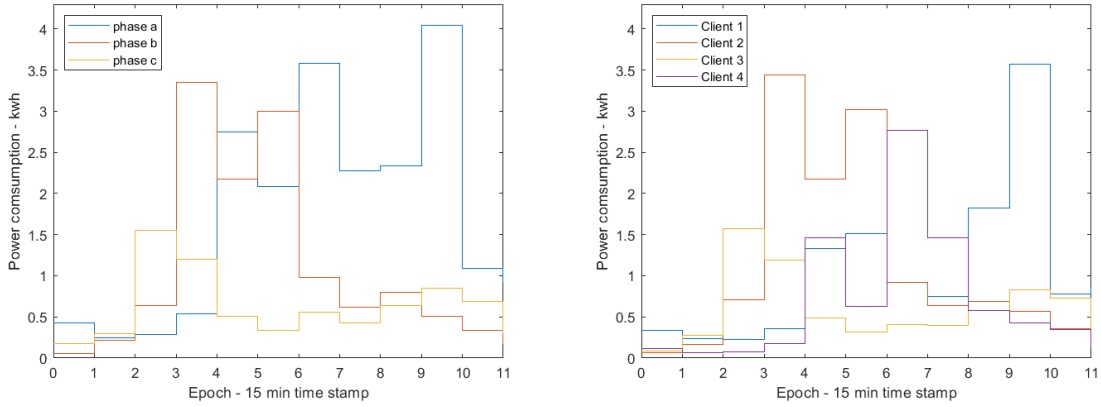 4
3.5
3
2.5
2
1.5
1
0.5
0
Power comsumption - kwh
phase a
phase b
phase c
0 1 2 3 4 5 6 7 8 9 10 11
Epoch - 15 min time stamp
4
3.5
3
2.5
2
1.5
1
0.5
0
Power comsumption - kwh
Client 1
Client 2
Client 3
Client 4
0 1 2 3 4 5 6 7 8 9 10 11
Epoch - 15 min time stamp